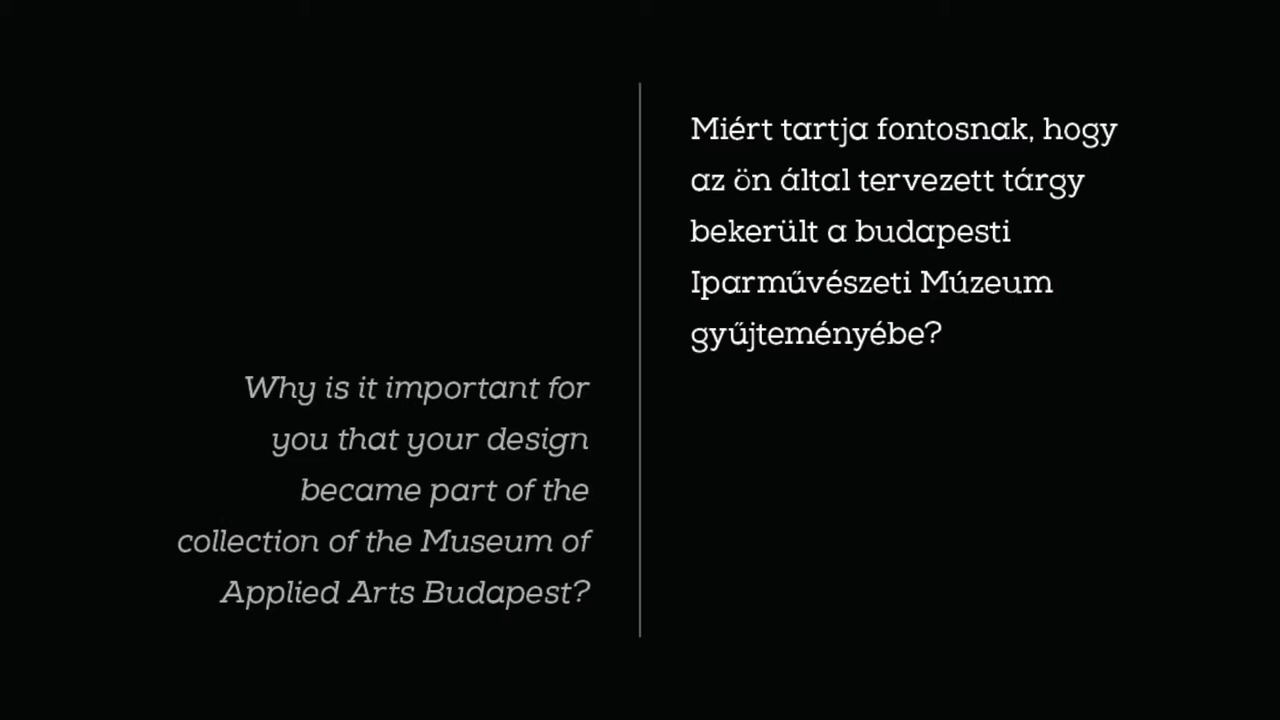 Miért tartja fontosnak, hogy
az ön által tervezett tárgy
bekerült a budapesti
Iparművészeti Múzeum
gyűjteményébe?
Why is it important for
you that your design
became part of the
collection of the Museum of
Applied Arts Budapest?